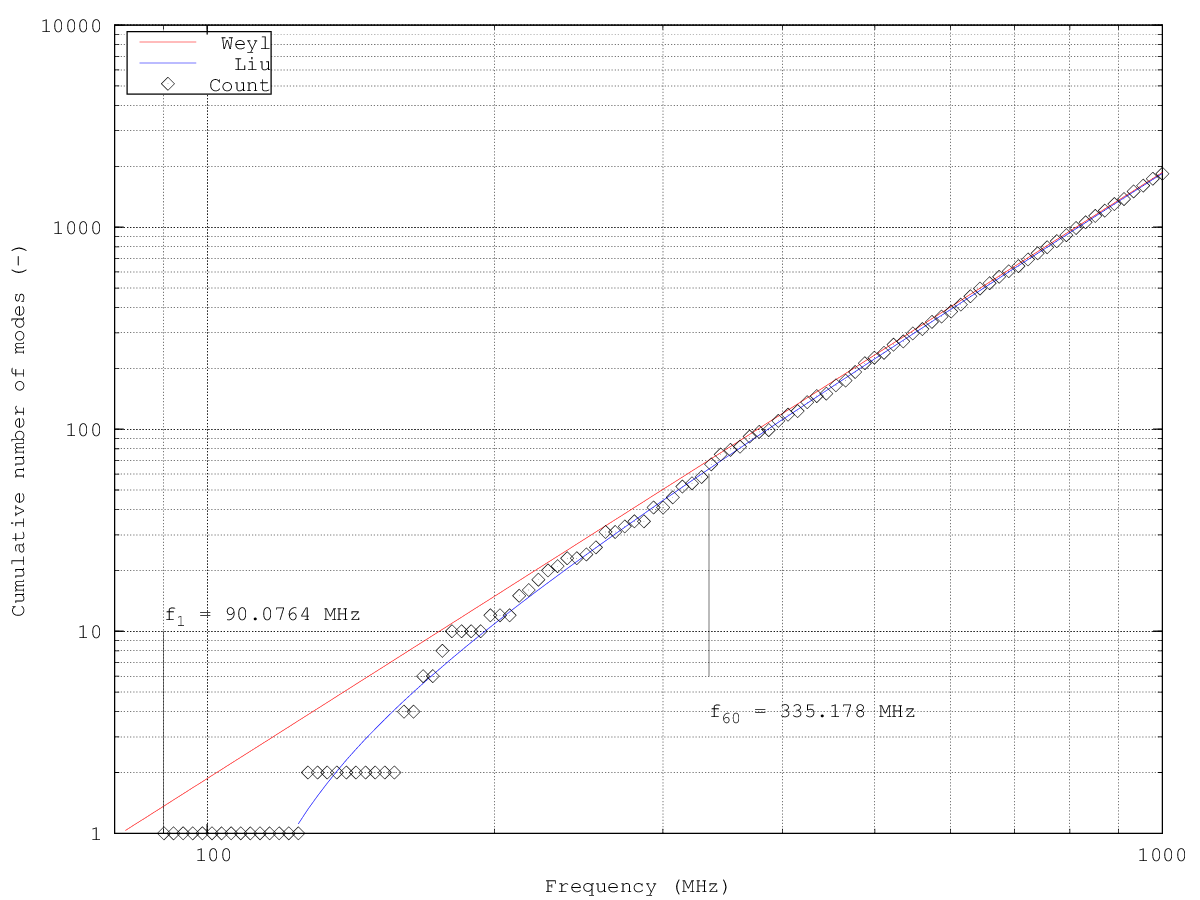 10000
Weyl
Liu
Count
1000
Cumulative number of modes (-)
100
f1 = 90.0764 MHz
10
f60 = 335.178 MHz
1
100
1000
Frequency (MHz)